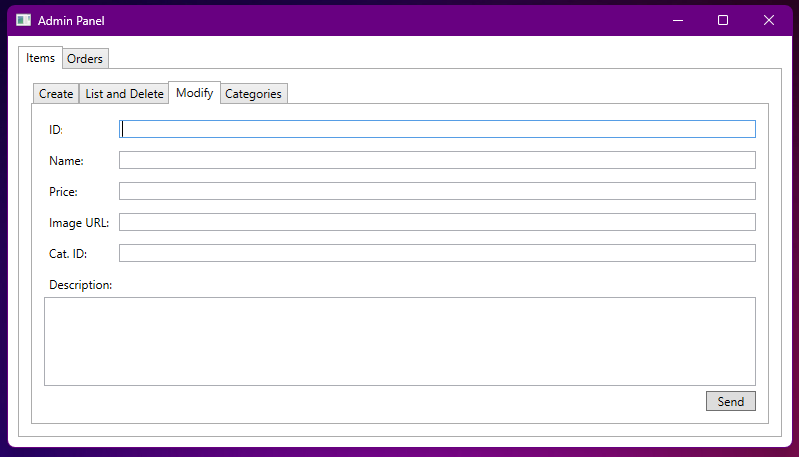 Admin Panel
Items Orders
Create List and Delete Modify Categories
ID:
Name:
Price:
Image URL:
Cat. ID:
Description:
Send